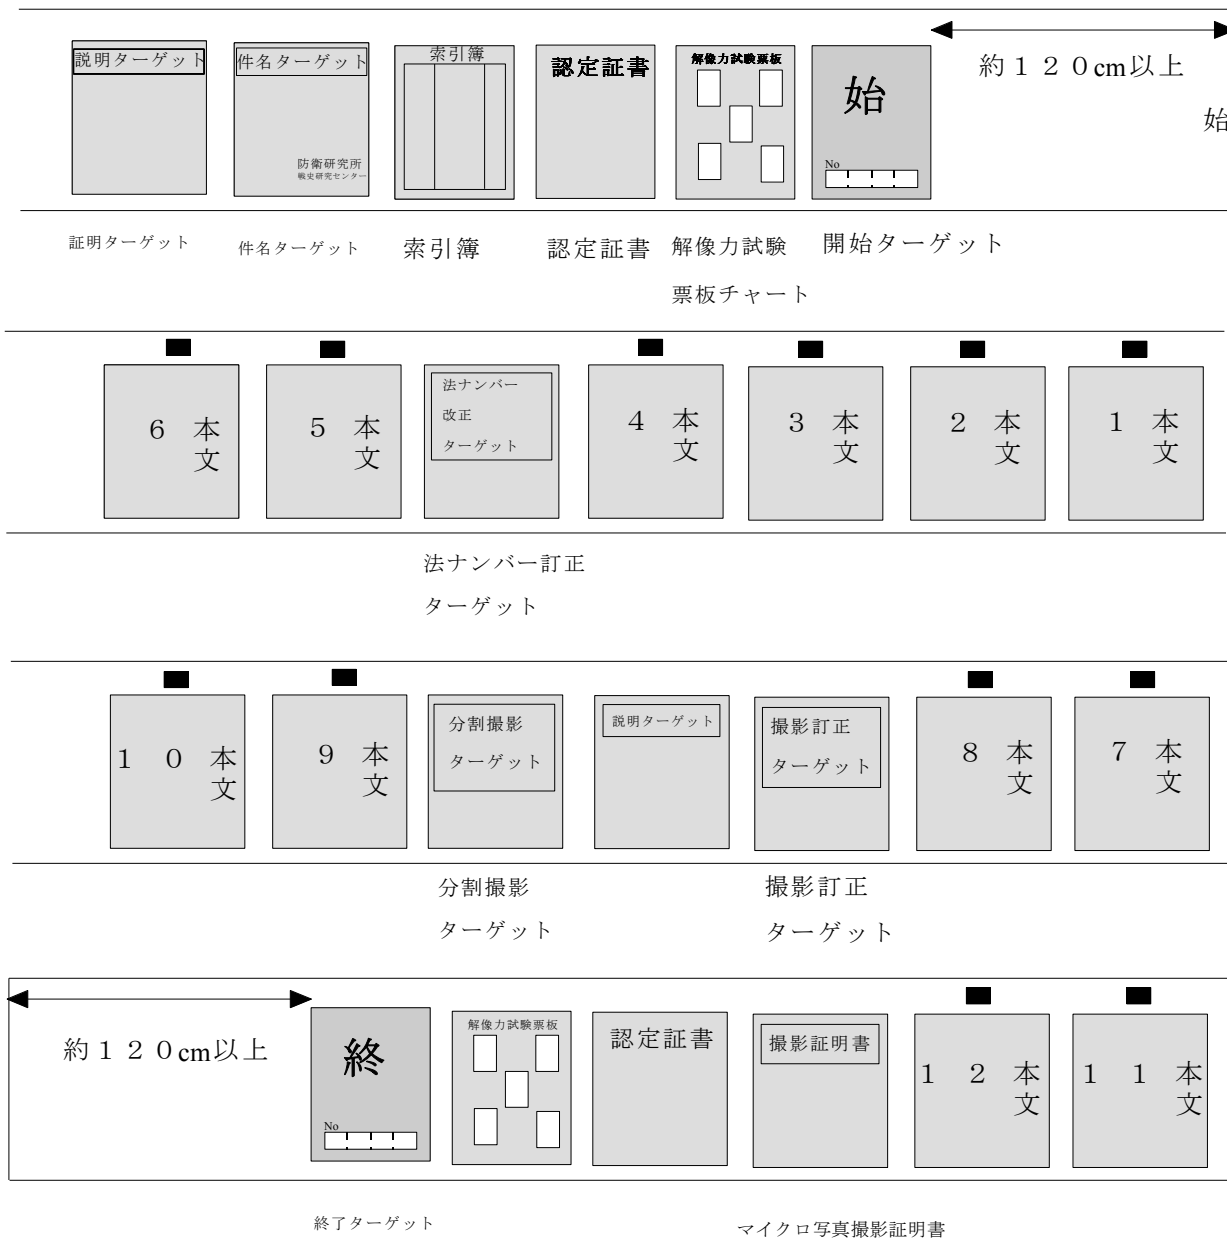 説明ターゲット
件名ターゲット
防衛研究所
戦史研究センター
索引簿
認定証書
解像力試験票板
始
No
約１２０cm以上
始
証明ターゲット
件名ターゲット
索引簿
認定証書
解像力試験
票板チャート
開始ターゲット
６ 本文
５ 本文
法ナンバー
改正
ターゲット
４ 本文
３ 本文
２ 本文
１ 本文
法ナンバー訂正
ターゲット
１０ 本文
９ 本文
分割撮影
ターゲット
説明ターゲット
撮影訂正
ターゲット
８ 本文
７ 本文
分割撮影
ターゲット
撮影訂正
ターゲット
約１２０cm以上
終
No
解像力試験票板
認定証書
撮影証明書
１２ 本文
１１ 本文
終了ターゲット
マイクロ写真撮影証明書